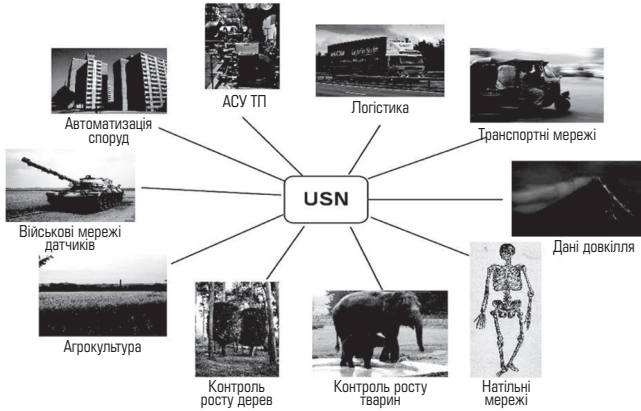 АСУ ТП
Логістика
Автоматизація
споруд
Транспортні мережі
USN
Військові мережі
датчиків
Дані довкілля
Агрокультура
Контроль
росту дерев
Контроль росту
тварин
Натільні
мережі